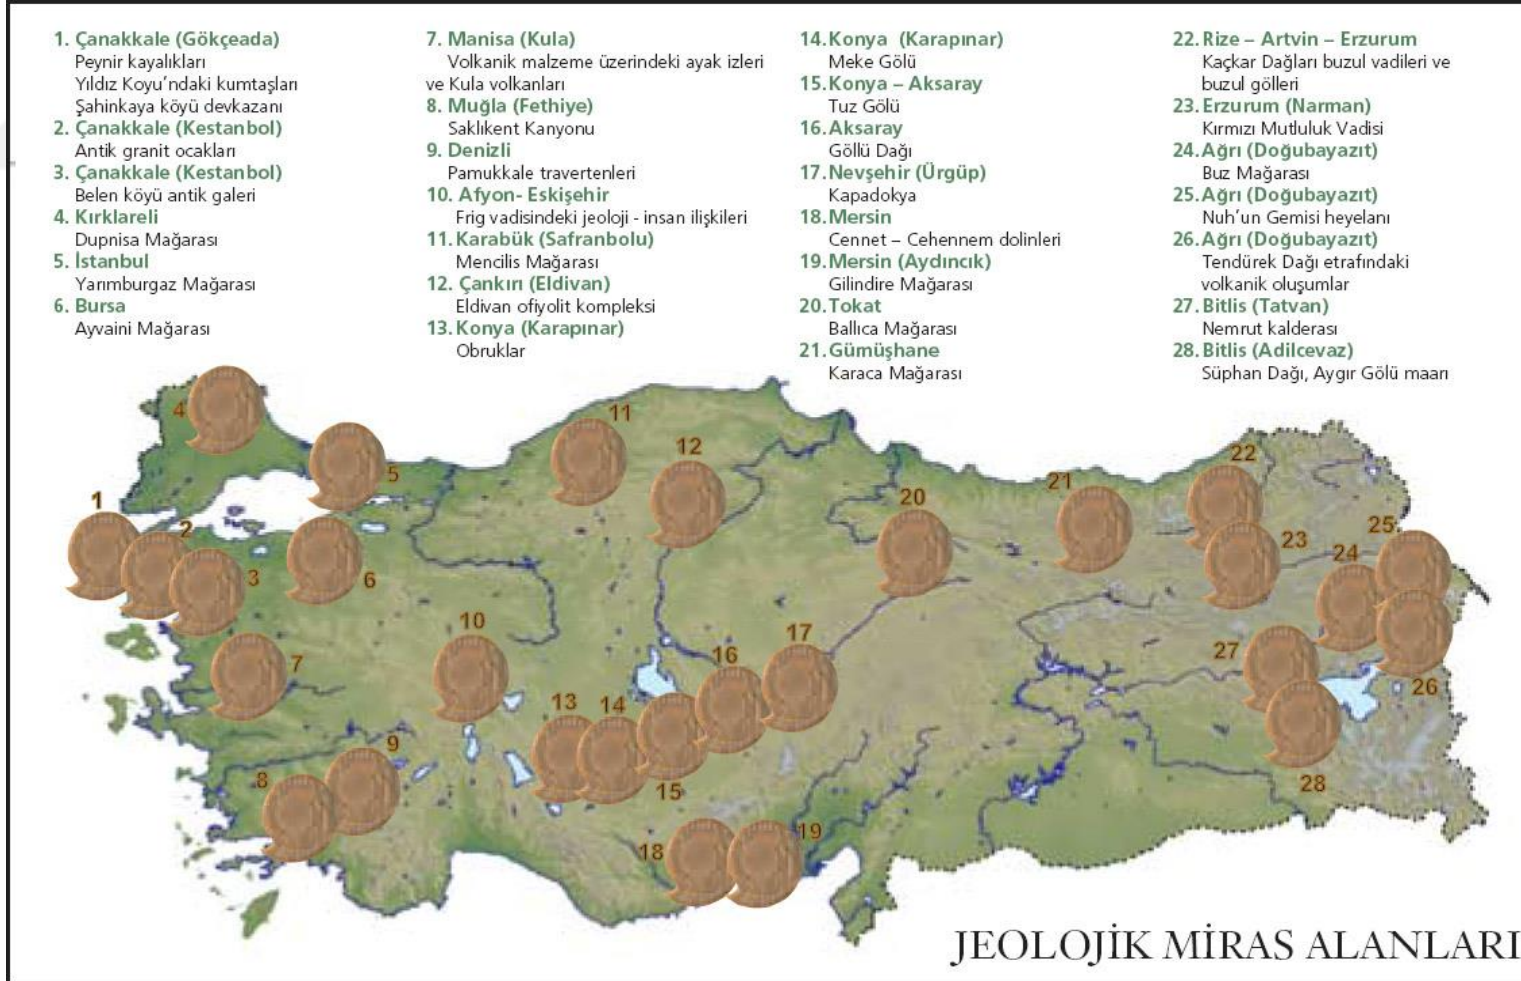 1. Çanakkale (Gökçeada)
Peynir kayalıkları
Yıldız Koyu'ndaki kumtaşları
Şahinkaya köyü devkazanı
2. Çanakkale (Kestanbol)
Antik granit ocakları
3. Çanakkale (Kestanbol)
Belen köyü antik galeri
4. Kırklareli
Dupnisa Mağarası
5. İstanbul
Yarımburgaz Mağarası
6. Bursa
Ayvaini Mağarası
7. Manisa (Kula)
Volkanik malzeme üzerindeki ayak izleri
ve Kula volkanları
8. Muğla (Fethiye)
Saklıkent Kanyonu
9. Denizli
Pamukkale travertenleri
10. Afyon- Eskişehir
Frig vadisindeki jeoloji - insan ilişkileri
11. Karabük (Safranbolu)
Mencilis Mağarası
12. Çankırı (Eldivan)
Eldivan ofiyolit kompleksi
13. Konya (Karapınar)
Obruklar
14. Konya (Karapınar)
Meke Gölü
15. Konya – Aksaray
Tuz Gölü
16. Aksaray
Göllü Dağı
17. Nevşehir (Ürgüp)
Kapadokya
18. Mersin
Cennet – Cehennem dolinleri
19. Mersin (Aydıncık)
Gilindire Mağarası
20. Tokat
Ballıca Mağarası
21. Gümüşhane
Karaca Mağarası
22. Rize – Artvin – Erzurum
Kaçkar Dağları buzul vadileri ve
buzul gölleri
23. Erzurum (Narman)
Kırmızı Mutluluk Vadisi
24. Ağrı (Doğubayazıt)
Buz Mağarası
25. Ağrı (Doğubayazıt)
Nuh'un Gemisi heyelanı
26. Ağrı (Doğubayazıt)
Tendürek Dağı etrafındaki
volkanik oluşumlar
27. Bitlis (Tatvan)
Nemrut kalderası
28. Bitlis (Adilcevaz)
Süphan Dağı, Aygır Gölü maarı
4
11
5
12
22
1
2
21
20
25
23
24
3
6
10
17
7
16
27
26
13
14
9
8
15
28
18
19
JEOLOJİK MİRAS ALANLARI